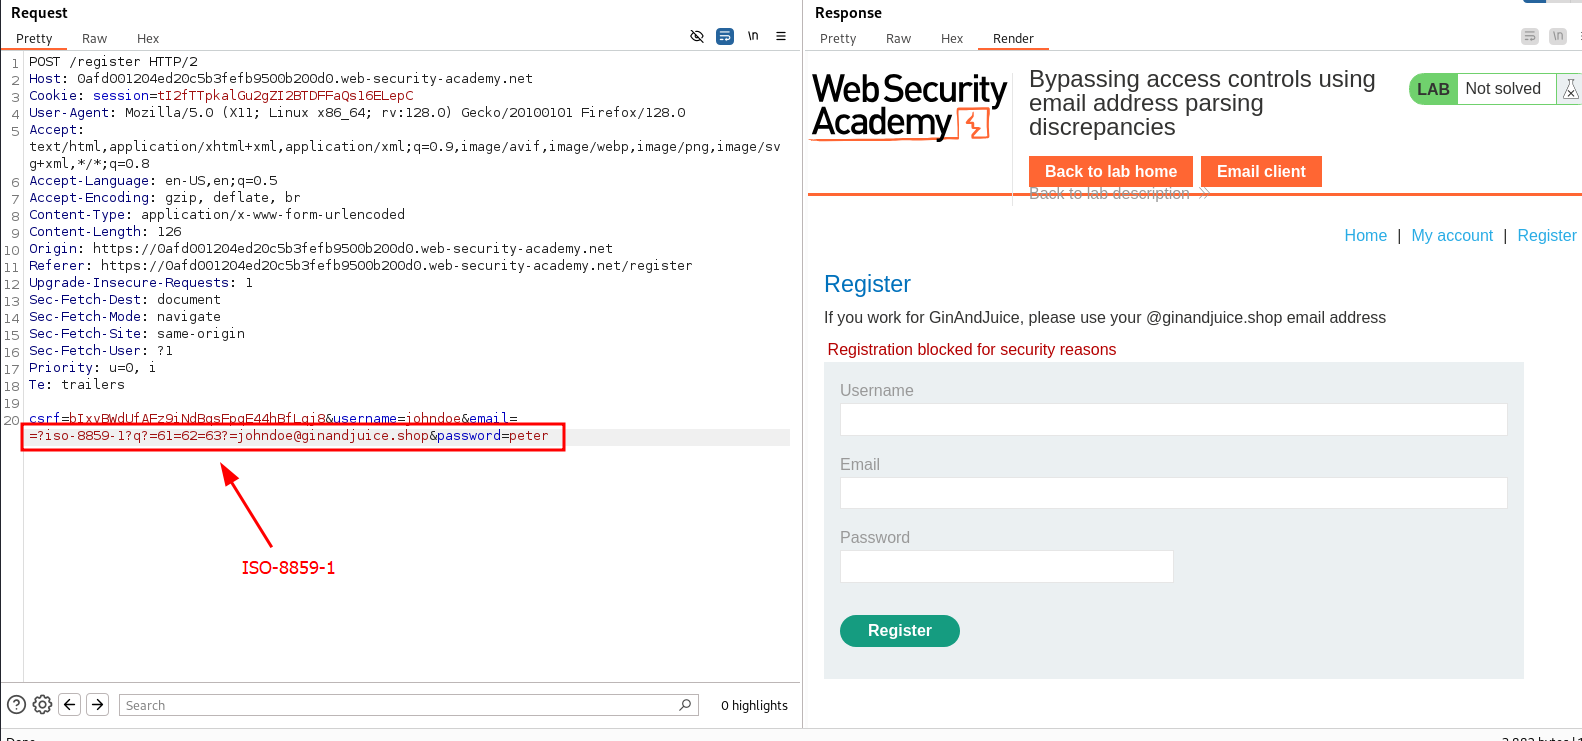 Request
Pretty Raw Hex
\n
1 POST /register HTTP/2
2 Host: 0afd001204ed20c5b3fefb9500b200d0.web-security-academy.net
3 Cookie: session=tI2fTTpkalGu2gZI2BTDFFaQs16ELepC
4 User-Agent: Mozilla/5.0 (X11; Linux x86_64; rv:128.0) Gecko/20100101 Firefox/128.0
5 Accept:
text/html,application/xhtml+xml,application/xml;q=0.9,image/avif,image/webp,image/png,image/sv
g+xml,*/*;q=0.8
6 Accept-Language: en-US,en;q=0.5
7 Accept-Encoding: gzip, deflate, br
8 Content-Type: application/x-www-form-urlencoded
9 Content-Length: 126
10 Origin: https://0afd001204ed20c5b3fefb9500b200d0.web-security-academy.net
11 Referer: https://0afd001204ed20c5b3fefb9500b200d0.web-security-academy.net/register
12 Upgrade-Insecure-Requests: 1
13 Sec-Fetch-Dest: document
14 Sec-Fetch-Mode: navigate
15 Sec-Fetch-Site: same-origin
16 Sec-Fetch-User: ?1
17 Priority: u=0, i
18 Te: trailers
19
20 &username=johndoe&email=
=?iso-8859-1?q?=61=62=63?=johndoe@ginandjuice.shop&password=peter
ISO-8859-1
Search
0 highlights
Response
Pretty Raw Hex Render
\n
Web Security
Academy
Bypassing access controls using
email address parsing
discrepancies
LAB Not solved
Back to lab home Email client
Back to lab description
Home | My account | Register
Register
If you work for GinAndJuice, please use your @ginandjuice.shop email address
Registration blocked for security reasons
Username
Email
Password
Register